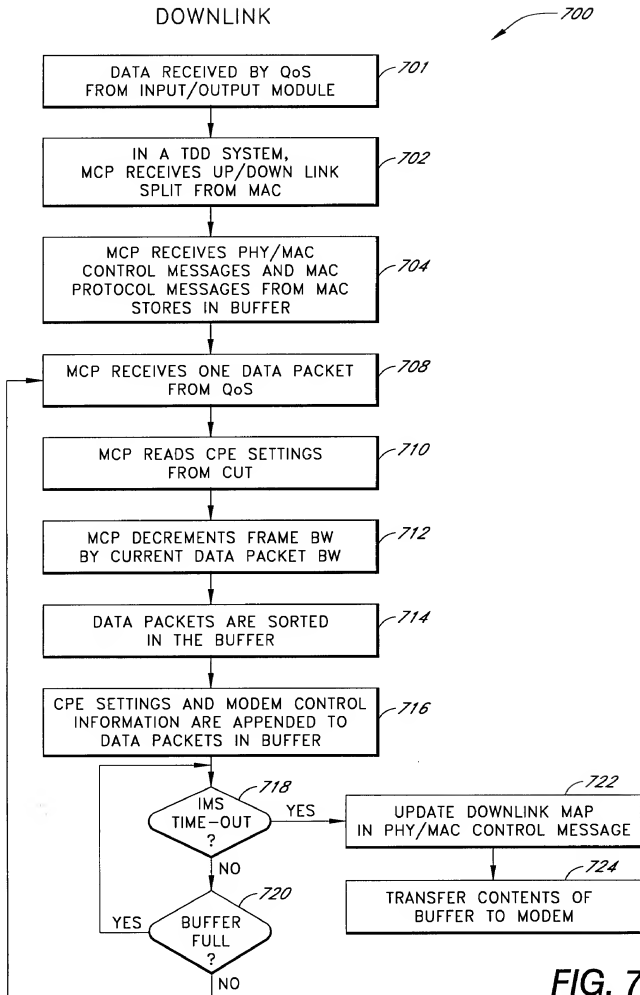 DOWNLINK
700
DATA RECEIVED BY QoS
FROM INPUT/OUTPUT MODULE
701
IN A TDD SYSTEM,
MCP RECEIVES UP/DOWN LINK
SPLIT FROM MAC
702
MCP RECEIVES PHY/MAC
CONTROL MESSAGES AND MAC
PROTOCOL MESSAGES FROM MAC
STORES IN BUFFER
704
MCP RECEIVES ONE DATA PACKET
FROM QoS
708
MCP READS CPE SETTINGS
FROM CUT
710
MCP DECREMENTS FRAME BW
BY CURRENT DATA PACKET BW
712
DATA PACKETS ARE SORTED
IN THE BUFFER
714
CPE SETTINGS AND MODEM CONTROL
INFORMATION ARE APPENDED TO
DATA PACKETS IN BUFFER
716
IMS
TIME-OUT
?
718
YES
UPDATE DOWNLINK MAP
IN PHY/MAC CONTROL MESSAGE
722
NO
TRANSFER CONTENTS OF
BUFFER TO MODEM
724
BUFFER
FULL
?
720
YES
NO
FIG. 7